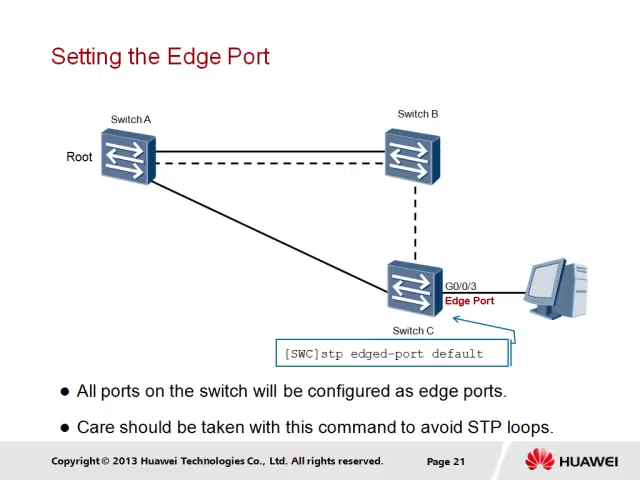 Setting the Edge Port
Switch A
Switch B
Root
G0/0/3
Edge Port
Switch C
[SWC]stp edged-port default
● All ports on the switch will be configured as edge ports.
● Care should be taken with this command to avoid STP loops.
Copyright © 2013 Huawei Technologies Co., Ltd. All rights reserved.
Page 21
HUAWEI